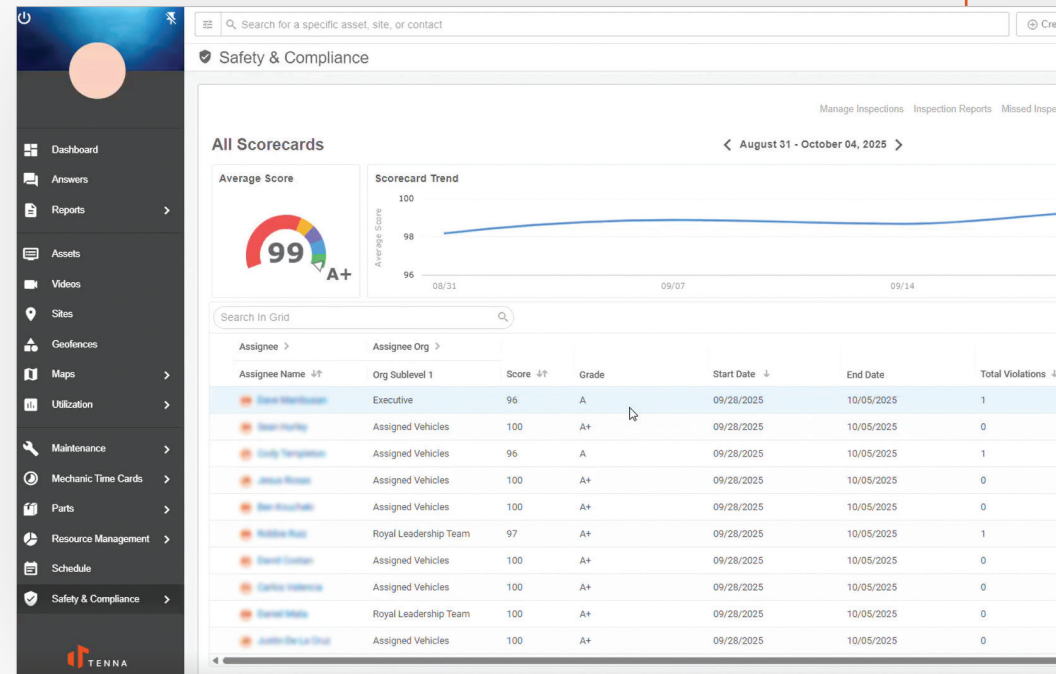 Search for a specific asset, site, or contact
Cre
Safety & Compliance
Manage Inspections Inspection Reports Missed Inspe
All Scorecards
August 31 - October 04, 2025
Average Score
99
A+
Scorecard Trend
Average Score
100
98
96
08/31 09/07 09/14
Search In Grid
Assignee Assignee Org
Assignee Name Org Sublevel 1 Score Grade Start Date End Date Total Violations
Executive 96 A 09/28/2025 10/05/2025 1
Assigned Vehicles 100 A+ 09/28/2025 10/05/2025 0
Assigned Vehicles 96 A 09/28/2025 10/05/2025 1
Assigned Vehicles 100 A+ 09/28/2025 10/05/2025 0
Assigned Vehicles 100 A+ 09/28/2025 10/05/2025 0
Royal Leadership Team 97 A+ 09/28/2025 10/05/2025 1
Assigned Vehicles 100 A+ 09/28/2025 10/05/2025 0
Assigned Vehicles 100 A+ 09/28/2025 10/05/2025 0
Royal Leadership Team 100 A+ 09/28/2025 10/05/2025 0
Assigned Vehicles 100 A+ 09/28/2025 10/05/2025 0
Dashboard
Answers
Reports
Assets
Videos
Sites
Geofences
Maps
Utilization
Maintenance
Mechanic Time Cards
Parts
Resource Management
Schedule
Safety & Compliance
TENNA